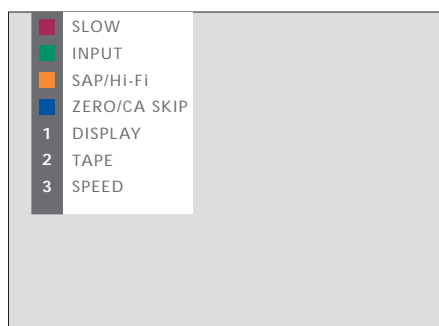 SLOW
INPUT
SAP/Hi-Fi
ZERO/CA SKIP
1 DISPLAY
2 TAPE
3 SPEED